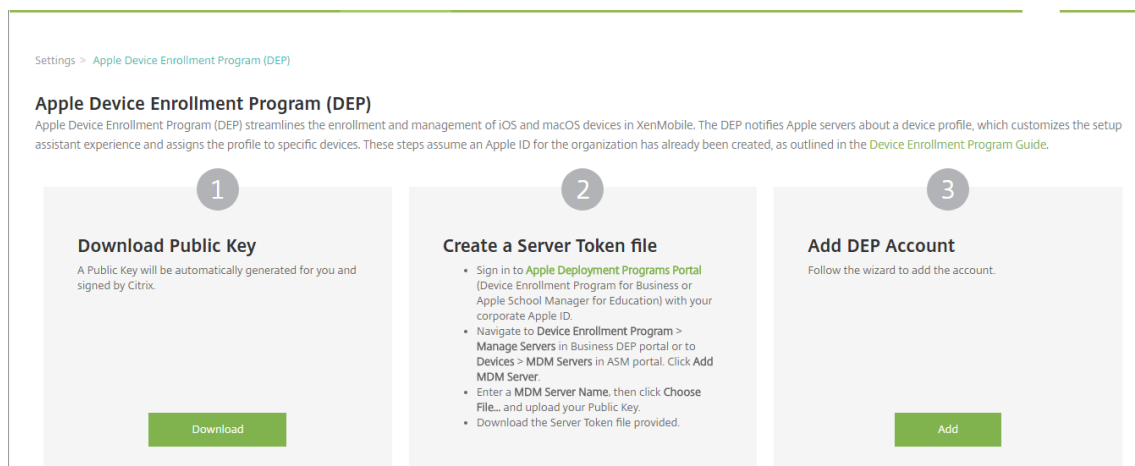 Settings > Apple Device Enrollment Program (DEP)
Apple Device Enrollment Program (DEP)
Apple Device Enrollment Program (DEP) streamlines the enrollment and management of iOS and macOS devices in XenMobile. The DEP notifies Apple servers about a device profile, which customizes the setup
assistant experience and assigns the profile to specific devices. These steps assume an Apple ID for the organization has already been created, as outlined in the Device Enrollment Program Guide.
1
Download Public Key
A Public Key will be automatically generated for you and
signed by Citrix.
Download
2
Create a Server Token file
• Sign in to Apple Deployment Programs Portal
(Device Enrollment Program for Business or
Apple School Manager for Education) with your
corporate Apple ID.
• Navigate to Device Enrollment Program >
Manage Servers in Business DEP portal or to
Devices > MDM Servers in ASM portal. Click Add
MDM Server.
• Enter a MDM Server Name, then click Choose
File... and upload your Public Key.
• Download the Server Token file provided.
3
Add DEP Account
Follow the wizard to add the account.
Add